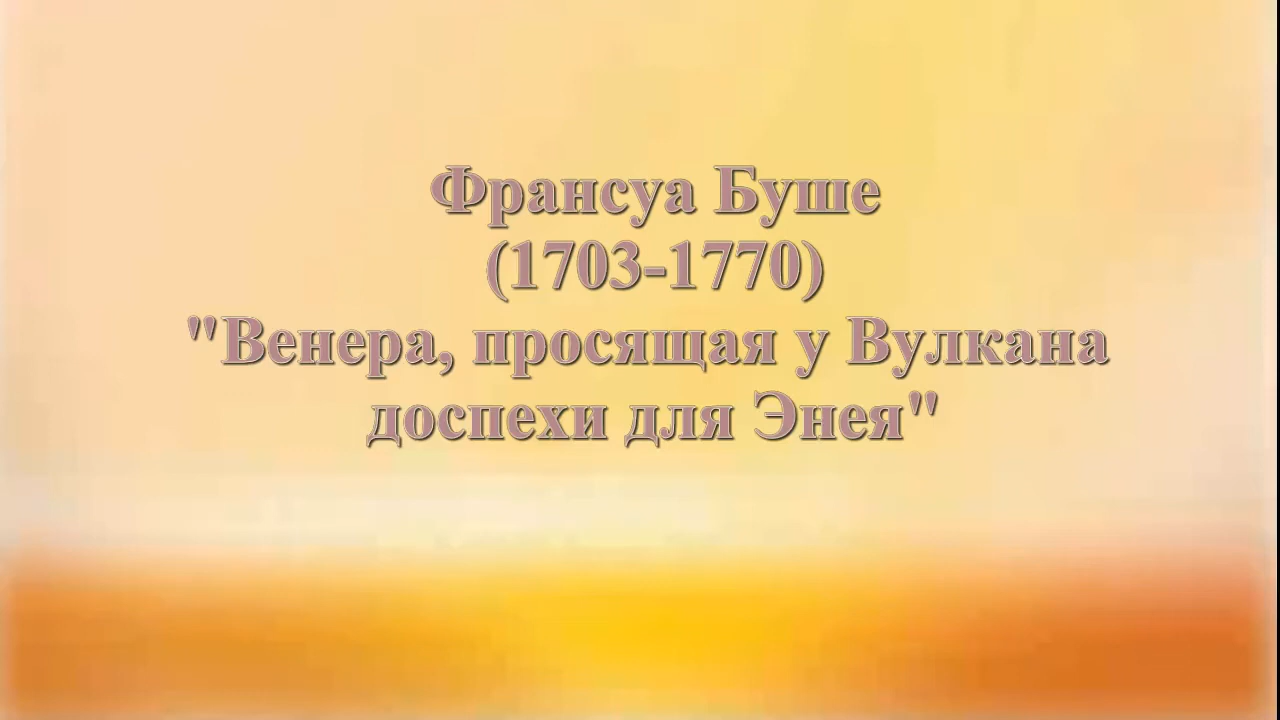 Франсуа Буше
(1703-1770)
"Венера, просящая у Вулкана
доспехи для Энея"